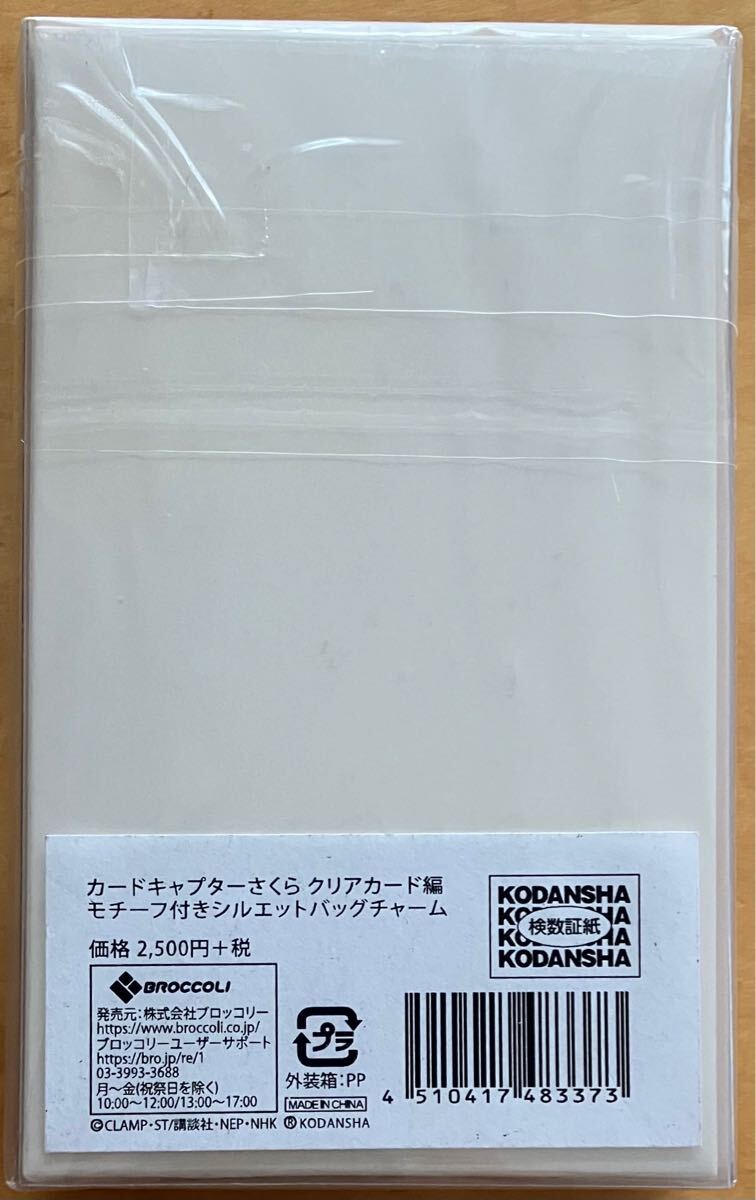 カードキャプターさくら クリアカード編
モチーフ付きシルエットバッグチャーム
価格 2,500円＋税
BROCCOLI
発売元：株式会社ブロッコリー
https://www.broccoli.co.jp/
ブロッコリーユーザーサポート
https://bro.jp/re/1
03-3993-3688
月〜金(祝祭日を除く)
10:00〜12:00/13:00〜17:00
©CLAMP・ST/講談社・NEP・NHK ® KODANSHA
プラ
外装箱：PP
MADE IN CHINA
KODANSHA
検数証紙
KODANSHA
4 510417 483373